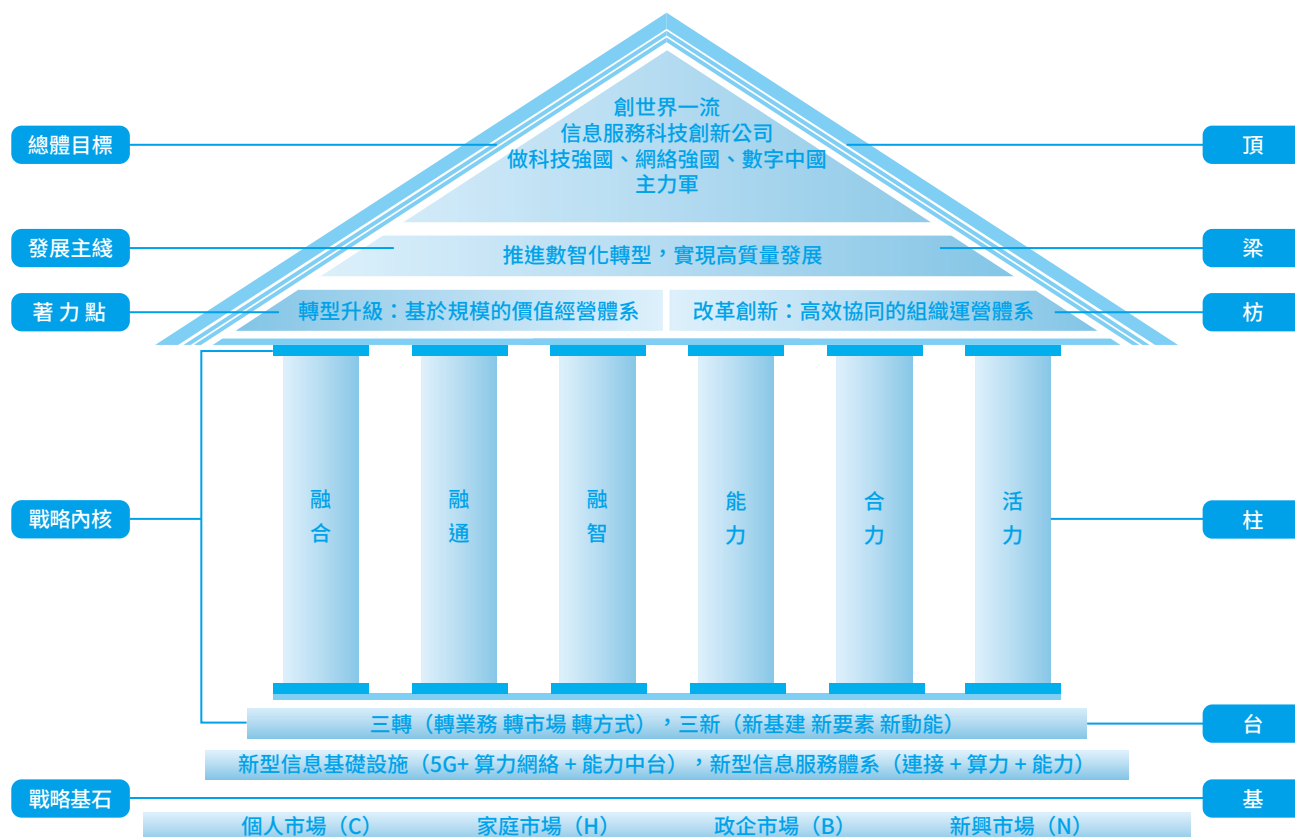 創世界一流
信息服務科技創新公司
做科技強國、網絡強國、數字中國
主力軍
總體目標
頂
發展主綫
推進數智化轉型，實現高質量發展
梁
著力點
轉型升級：基於規模的價值經營體系
改革創新：高效協同的組織運營體系
枋
戰略內核
融合
融通
融智
能力
合力
活力
柱
三轉（轉業務 轉市場 轉方式），三新（新基建 新要素 新動能）
台
新型信息基礎設施（5G+ 算力網絡 + 能力中台），新型信息服務體系（連接 + 算力 + 能力）
戰略基石
基
個人市場（C）
家庭市場（H）
政企市場（B）
新興市場（N）